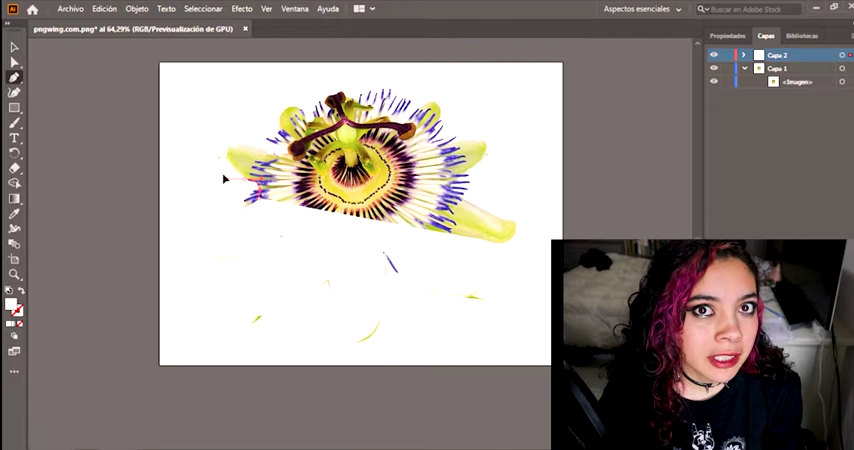 Ai
Archivo Edición Objeto Texto Seleccionar Efecto Ver Ventana Ayuda
Aspectos esenciales
Buscar en Adobe Stock
pngwing.com.png* al 64,29% (RGB/Previsualización de GPU)
Propiedades Capas Bibliotecas
Capa 2
Capa 1
<Imagen>